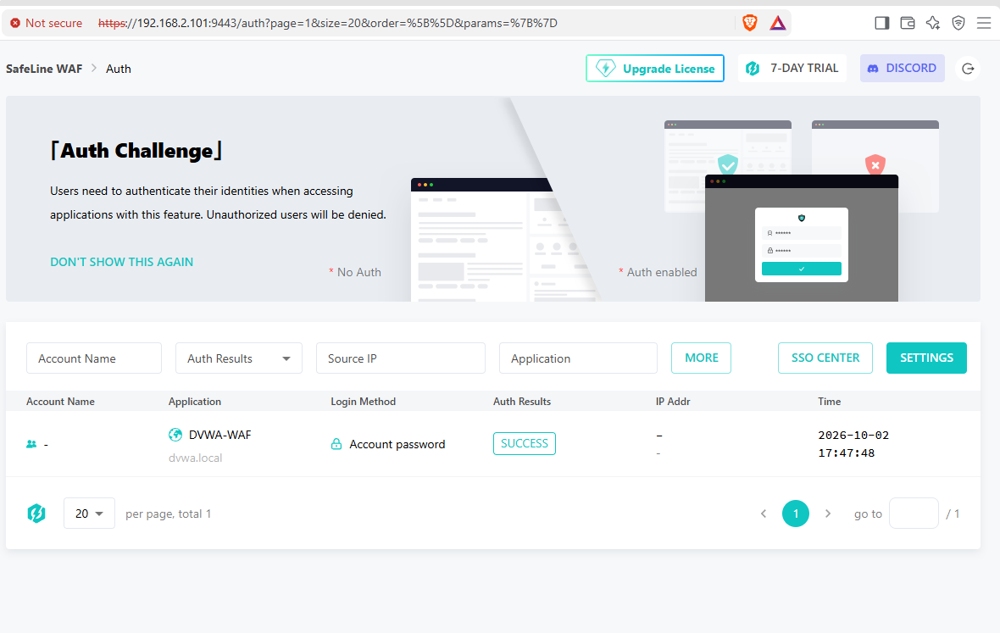 Not secure https://192.168.2.101:9443/auth?page=1&size=20&order=%5B%5D&params=%7B%7D
SafeLine WAF > Auth
Upgrade License
7-DAY TRIAL
DISCORD
「Auth Challenge」
Users need to authenticate their identities when accessing
applications with this feature. Unauthorized users will be denied.
DON'T SHOW THIS AGAIN
* No Auth
* Auth enabled
******
******
Account Name
Auth Results
Source IP
Application
MORE
SSO CENTER
SETTINGS
Account Name Application Login Method Auth Results IP Addr Time
- DVWA-WAF Account password SUCCESS – 2026-10-02
dvwa.local - 17:47:48
20 per page, total 1
< 1 > go to / 1